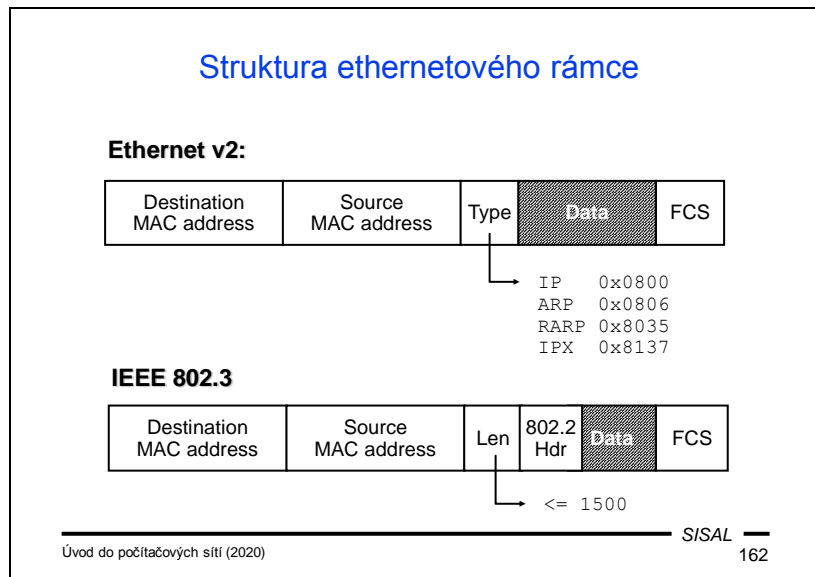 Struktura ethernetového rámce
Ethernet v2:
Destination
MAC address
Source
MAC address
Type
Data
FCS
IP 0x0800
ARP 0x0806
RARP 0x8035
IPX 0x8137
IEEE 802.3
Destination
MAC address
Source
MAC address
Len
802.2
Hdr
Data
FCS
<= 1500
SISAL
Úvod do počítačových sítí (2020)
162